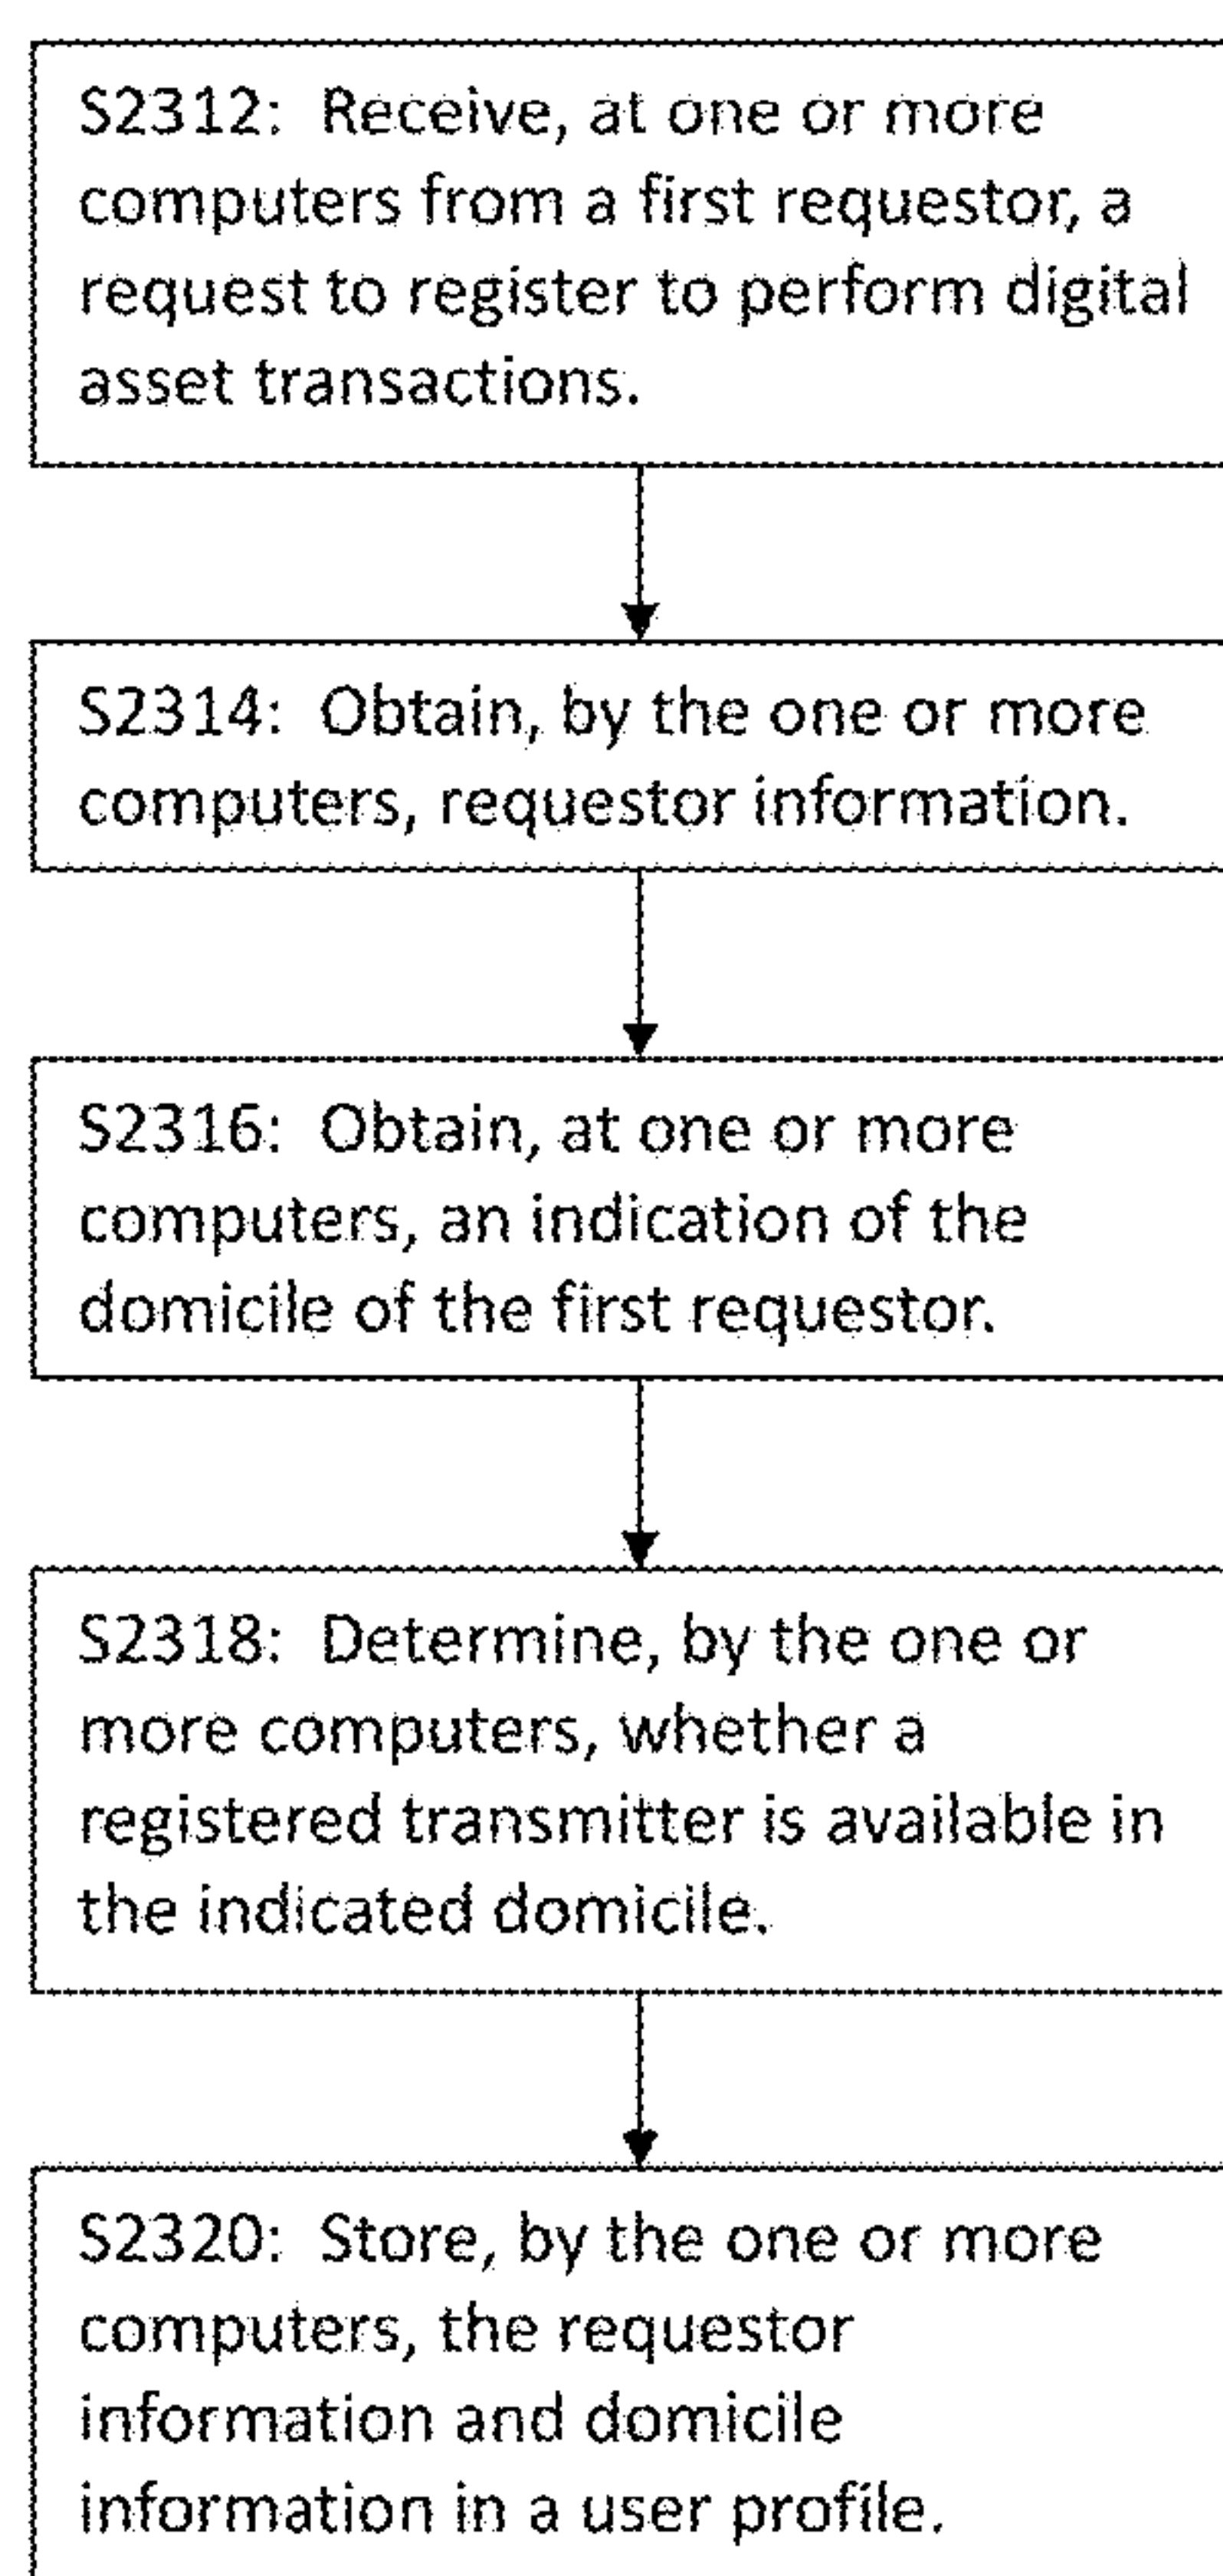 S2312: Receive, at one or more
computers from a first requestor, a
request to register to perform digital
asset transactions.
S2314: Obtain, by the one or more
computers, requestor information.
S2316: Obtain, at one or more
computers, an indication of the
domicile of the first requestor.
S2318: Determine, by the one or
more computers, whether a
registered transmitter is available in
the indicated domicile.
S2320: Store, by the one or more
computers, the requestor
information and domicile
information in a user profile.